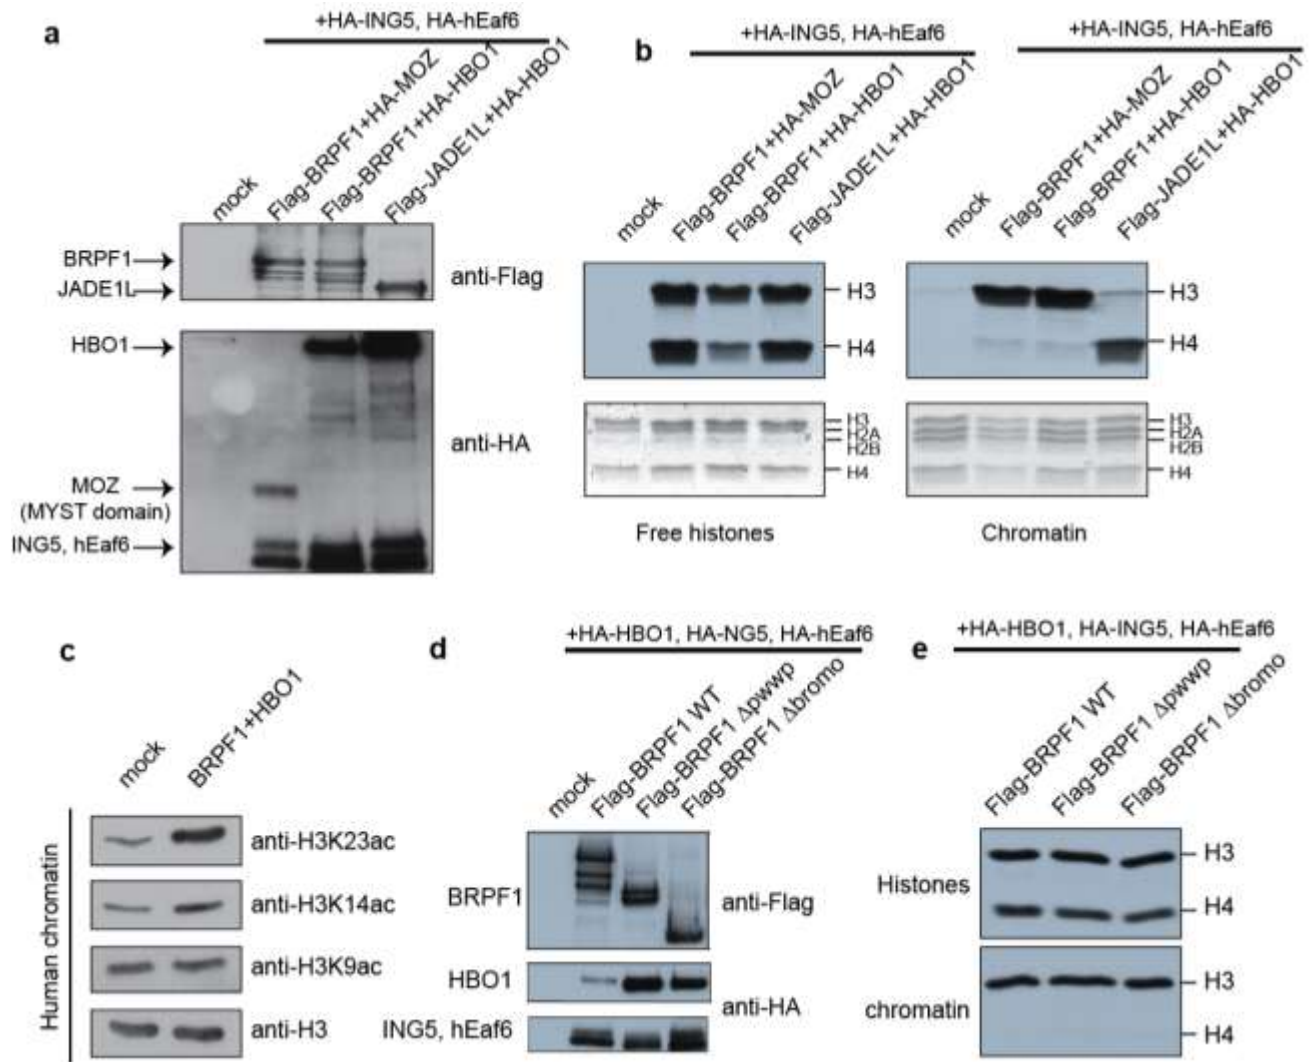 a
+HA-ING5, HA-hEaf6
mock
Flag-BRPF1+HA-MOZ
Flag-BRPF1+HA-HBO1
Flag-JADE1L+HA-HBO1
BRPF1
JADE1L
anti-Flag
HBO1
anti-HA
MOZ
(MYST domain)
ING5, hEaf6
b
+HA-ING5, HA-hEaf6
mock
Flag-BRPF1+HA-MOZ
Flag-BRPF1+HA-HBO1
Flag-JADE1L+HA-HBO1
H3
H4
H3
H2A
H2B
H4
Free histones
+HA-ING5, HA-hEaf6
mock
Flag-BRPF1+HA-MOZ
Flag-BRPF1+HA-HBO1
Flag-JADE1L+HA-HBO1
H3
H4
H3
H2A
H2B
H4
Chromatin
c
mock
BRPF1+HBO1
Human chromatin
anti-H3K23ac
anti-H3K14ac
anti-H3K9ac
anti-H3
d
+HA-HBO1, HA-NG5, HA-hEaf6
mock
Flag-BRPF1 WT
Flag-BRPF1 Δpwwp
Flag-BRPF1 Δbromo
BRPF1
anti-Flag
HBO1
anti-HA
ING5, hEaf6
e
+HA-HBO1, HA-ING5, HA-hEaf6
Flag-BRPF1 WT
Flag-BRPF1 Δpwwp
Flag-BRPF1 Δbromo
Histones
H3
H4
chromatin
H3
H4